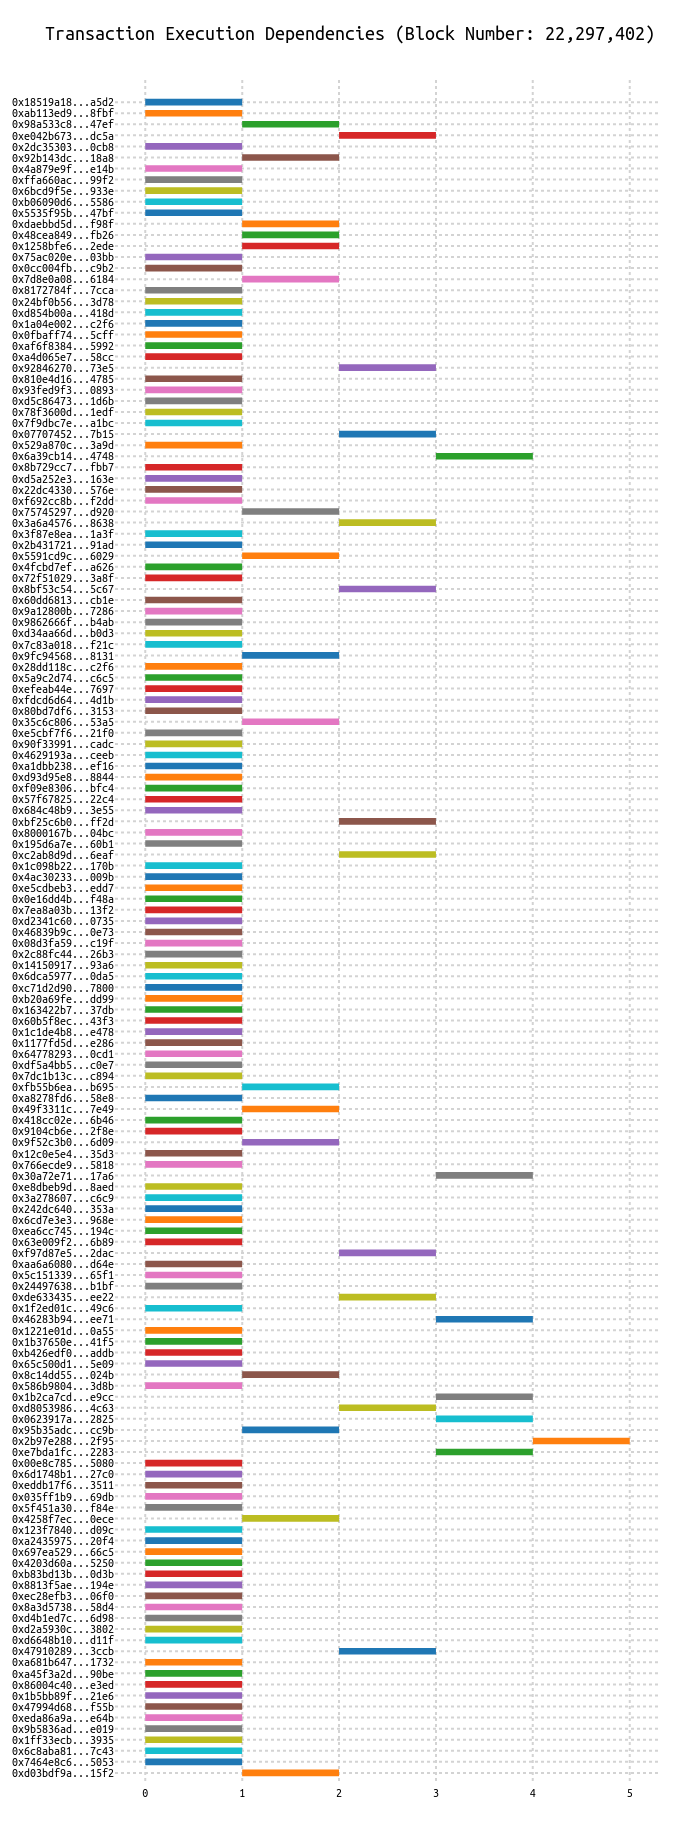 Transaction Execution Dependencies (Block Number: 22,297,402)
0x18519a18...a5d2
0xab113ed9...8fbf
0x98a533c8...47ef
0xe042b673...dc5a
0x2dc35303...0cb8
0x92b143dc...18a8
0x4a879e9f...e14b
0xffa660ac...99f2
0x6bcd9f5e...933e
0xb06090d6...5586
0x5535f95b...47bf
0xdaebbd5d...f98f
0x48cea849...fb26
0x1258bfe6...2ede
0x75ac020e...03bb
0x0cc004fb...c9b2
0x7d8e0a08...6184
0x8172784f...7cca
0x24bf0b56...3d78
0xd854b00a...418d
0x1a04e002...c2f6
0x0fbaff74...5cff
0xaf6f8384...5992
0xa4d065e7...58cc
0x92846270...73e5
0x810e4d16...4785
0x93fed9f3...0893
0xd5c86473...1d6b
0x78f3600d...1edf
0x7f9dbc7e...a1bc
0x07707452...7b15
0x529a870c...3a9d
0x6a39cb14...4748
0x8b729cc7...fbb7
0xd5a252e3...163e
0x22dc4330...576e
0xf692cc8b...f2dd
0x75745297...d920
0x3a6a4576...8638
0x3f87e8ea...1a3f
0x2b431721...91ad
0x5591cd9c...6029
0x4fcbd7ef...a626
0x72f51029...3a8f
0x8bf53c54...5c67
0x60dd6813...cb1e
0x9a12800b...7286
0x9862666f...b4ab
0xd34aa66d...b0d3
0x7c83a018...f21c
0x9fc94568...8131
0x28dd118c...c2f6
0x5a9c2d74...c6c5
0xefeab44e...7697
0xfdcd6d64...4d1b
0x80bd7df6...3153
0x35c6c806...53a5
0xe5cbf7f6...21f0
0x90f33991...cadc
0x4629193a...ceeb
0xa1dbb238...ef16
0xd93d95e8...8844
0xf09e8306...bfc4
0x57f67825...22c4
0x684c48b9...3e55
0xbf25c6b0...ff2d
0x8000167b...04bc
0x195d6a7e...60b1
0xc2ab8d9d...6eaf
0x1c098b22...170b
0x4ac30233...009b
0xe5cdbeb3...edd7
0x0e16dd4b...f48a
0x7ea8a03b...13f2
0xd2341c60...0735
0x46839b9c...0e73
0x08d3fa59...c19f
0x2c88fc44...26b3
0x14150917...93a6
0x6dca5977...0da5
0xc71d2d90...7800
0xb20a69fe...dd99
0x163422b7...37db
0x60b5f8ec...43f3
0x1c1de4b8...e478
0x1177fd5d...e286
0x64778293...0cd1
0xdf5a4bb5...c0e7
0x7dc1b13c...c894
0xfb55b6ea...b695
0xa8278fd6...58e8
0x49f3311c...7e49
0x418cc02e...6b46
0x9104cb6e...2f8e
0x9f52c3b0...6d09
0x12c0e5e4...35d3
0x766ecde9...5818
0x30a72e71...17a6
0xe8dbeb9d...8aed
0x3a278607...c6c9
0x242dc640...353a
0x6cd7e3e3...968e
0xea6cc745...194c
0x63e009f2...6b89
0xf97d87e5...2dac
0xaa6a6080...d64e
0x5c151339...65f1
0x24497638...b1bf
0xde633435...ee22
0x1f2ed01c...49c6
0x46283b94...ee71
0x1221e01d...0a55
0x1b37650e...41f5
0xb426edf0...addb
0x65c500d1...5e09
0x8c14dd55...024b
0x586b9804...3d8b
0x1b2ca7cd...e9cc
0xd8053986...4c63
0x0623917a...2825
0x95b35adc...cc9b
0x2b97e288...2f95
0xe7bda1fc...2283
0x00e8c785...5080
0x6d1748b1...27c0
0xeddb17f6...3511
0x035ff1b9...69db
0x5f451a30...f84e
0x4258f7ec...0ece
0x123f7840...d09c
0xa2435975...20f4
0x697ea529...66c5
0x4203d60a...5250
0xb83bd13b...0d3b
0x8813f5ae...194e
0xec28efb3...06f0
0x8a3d5738...58d4
0xd4b1ed7c...6d98
0xd2a5930c...3802
0xd6648b10...d11f
0x47910289...3ccb
0xa681b647...1732
0xa45f3a2d...90be
0x86004c40...e3ed
0x1b5bb89f...21e6
0x47994d68...f55b
0xeda86a9a...e64b
0x9b5836ad...e019
0x1ff33ecb...3935
0x6c8aba81...7c43
0x7464e8c6...5053
0xd03bdf9a...15f2
0 1 2 3 4 5